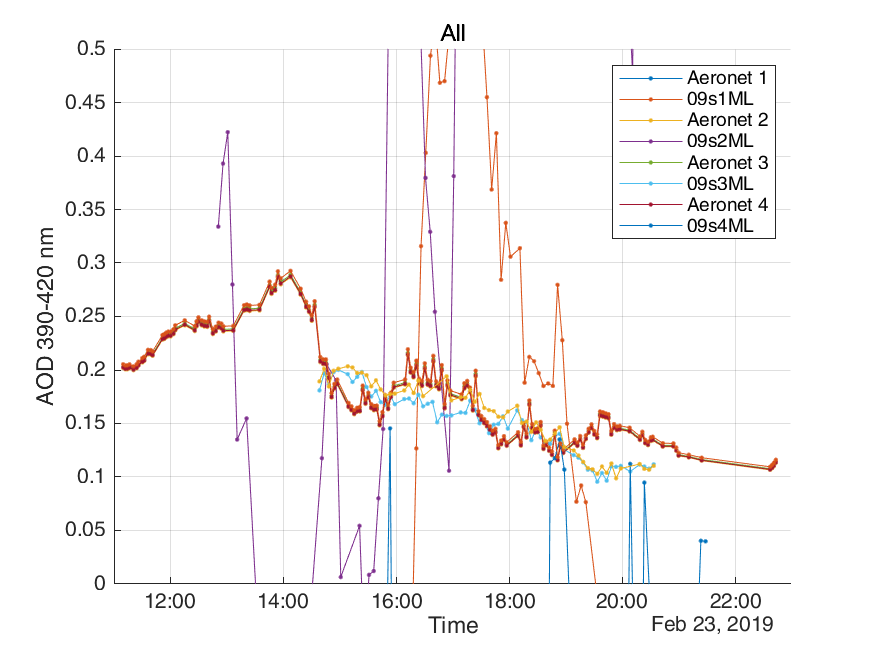 All
0.5
0.45
0.4
0.35
0.3
0.25
0.2
0.15
0.1
0.05
0
AOD 390-420 nm
Aeronet 1
09s1ML
Aeronet 2
09s2ML
Aeronet 3
09s3ML
Aeronet 4
09s4ML
12:00 14:00 16:00 18:00 20:00 22:00
Time
Feb 23, 2019